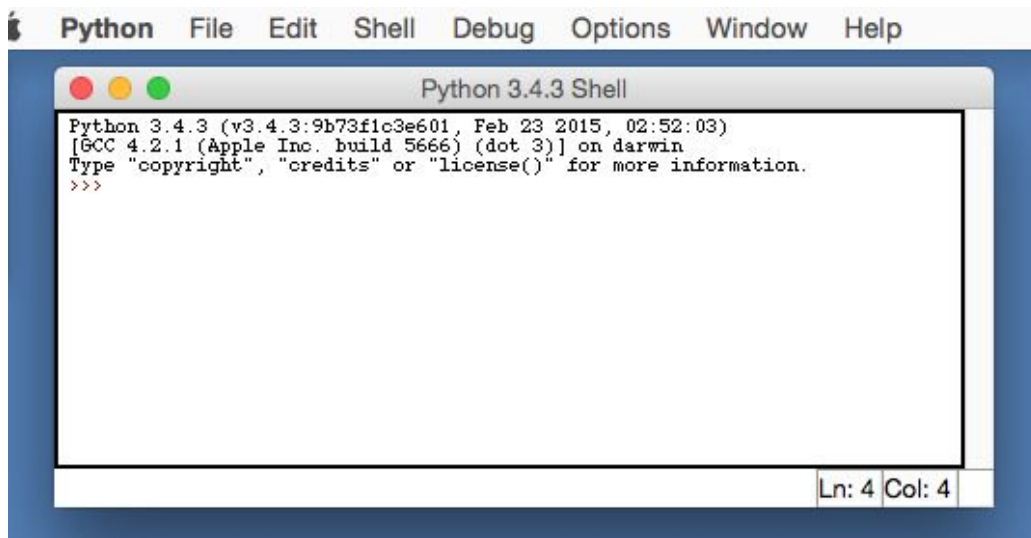 Python File Edit Shell Debug Options Window Help
Python 3.4.3 Shell
Python 3.4.3 (v3.4.3:9b73f1c3e601, Feb 23 2015, 02:52:03)
[GCC 4.2.1 (Apple Inc. build 5666) (dot 3)] on darwin
Type "copyright", "credits" or "license()" for more information.
>>>
Ln: 4 Col: 4